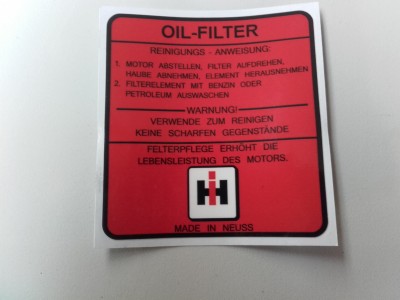 OIL-FILTER
REINIGUNGS - ANWEISUNG:
1. MOTOR ABSTELLEN, FILTER AUFDREHEN,
HAUBE ABNEHMEN, ELEMENT HERAUSNEHMEN
2. FILTERELEMENT MIT BENZIN ODER
PETROLEUM AUSWASCHEN
WARNUNG!
VERWENDE ZUM REINIGEN
KEINE SCHARFEN GEGENSTÄNDE
FELTERPFLEGE ERHÖHT DIE
LEBENSLEISTUNG DES MOTORS.
IH
MADE IN NEUSS